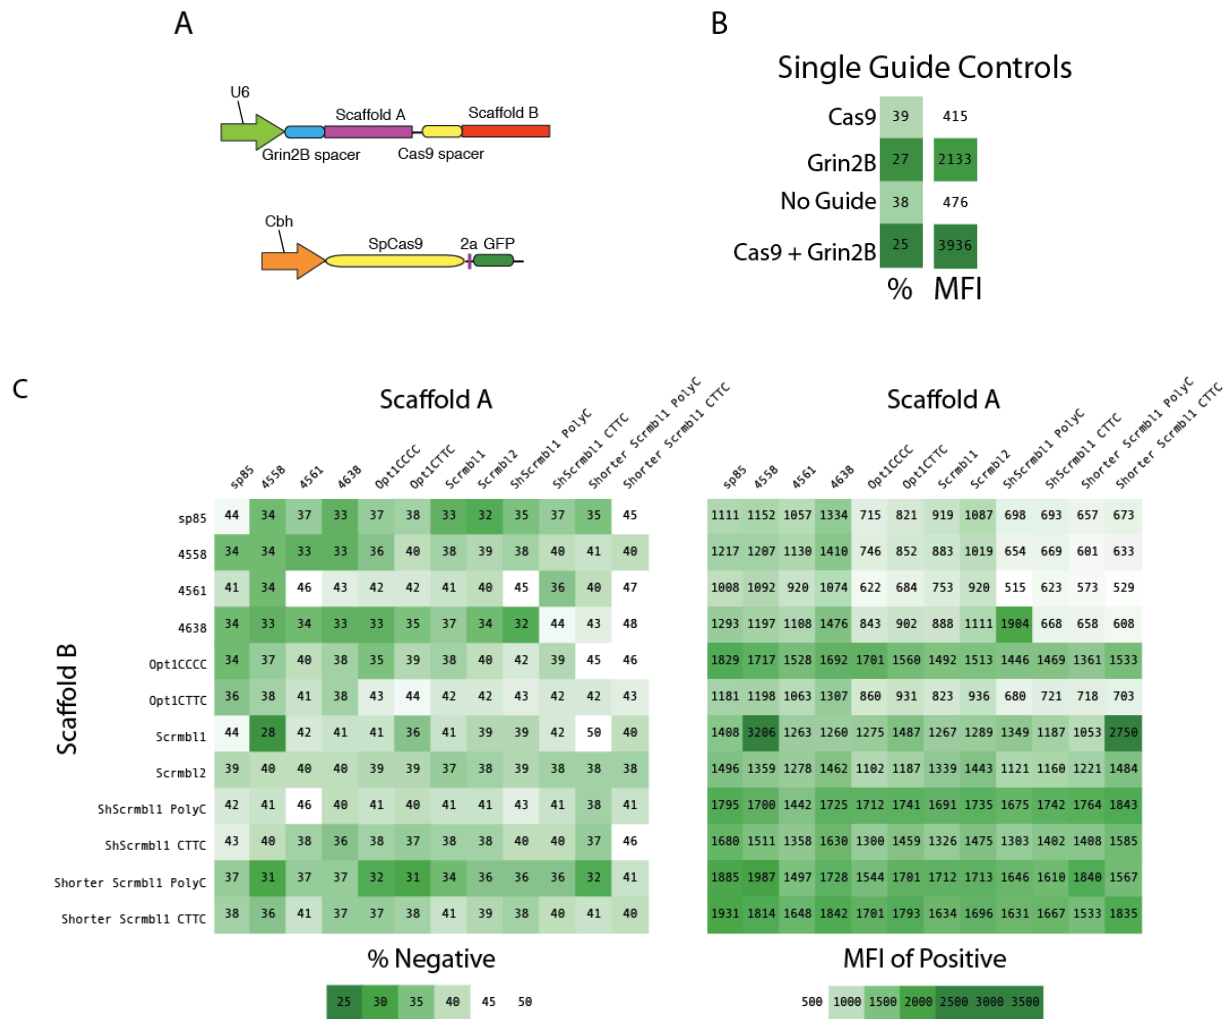 A
U6
Scaffold A
Scaffold B
Grin2B spacer
Cas9 spacer
Cbh
SpCas9
2a GFP
B
Single Guide Controls
Cas9 39 415
Grin2B 27 2133
No Guide 38 476
Cas9 + Grin2B 25 3936
% MFI
C
Scaffold A
sp85 4558 4561 4638 Opt1CCCC Opt1CTTC Scrmbl1 Scrmbl2 ShScrmbl1 PolyC ShScrmbl1 CTTC Shorter Scrmbl1 PolyC Shorter Scrmbl1 CTTC
Scaffold B
sp85 44 34 37 33 37 38 33 32 35 37 35 45
4558 34 34 33 33 36 40 38 39 38 40 41 40
4561 41 34 46 43 42 42 41 40 45 36 40 47
4638 34 33 34 33 33 35 37 34 32 44 43 48
Opt1CCCC 34 37 40 38 35 39 38 40 42 39 45 46
Opt1CTTC 36 38 41 38 43 44 42 42 43 42 42 43
Scrmbl1 44 28 42 41 41 36 41 39 39 42 50 40
Scrmbl2 39 40 40 40 39 39 37 38 39 38 38 38
ShScrmbl1 PolyC 42 41 46 40 41 40 41 41 43 41 38 41
ShScrmbl1 CTTC 43 40 38 36 38 37 38 38 40 40 37 46
Shorter Scrmbl1 PolyC 37 31 37 37 32 31 34 36 36 36 32 41
Shorter Scrmbl1 CTTC 38 36 41 37 37 38 41 39 38 40 41 40
% Negative
25 30 35 40 45 50
Scaffold A
sp85 4558 4561 4638 Opt1CCCC Opt1CTTC Scrmbl1 Scrmbl2 ShScrmbl1 PolyC ShScrmbl1 CTTC Shorter Scrmbl1 PolyC Shorter Scrmbl1 CTTC
1111 1152 1057 1334 715 821 919 1087 698 693 657 673
1217 1207 1130 1410 746 852 883 1019 654 669 601 633
1008 1092 920 1074 622 684 753 920 515 623 573 529
1293 1197 1108 1476 843 902 888 1111 1904 668 658 608
1829 1717 1528 1692 1701 1560 1492 1513 1446 1469 1361 1533
1181 1198 1063 1307 860 931 823 936 680 721 718 703
1408 3206 1263 1260 1275 1487 1267 1289 1349 1187 1053 2750
1496 1359 1278 1462 1102 1187 1339 1443 1121 1160 1221 1484
1795 1700 1442 1725 1712 1741 1691 1735 1675 1742 1764 1843
1680 1511 1358 1630 1300 1459 1326 1475 1303 1402 1408 1585
1885 1987 1497 1728 1544 1701 1712 1713 1646 1610 1840 1567
1931 1814 1648 1842 1701 1793 1634 1696 1631 1667 1533 1835
MFI of Positive
500 1000 1500 2000 2500 3000 3500